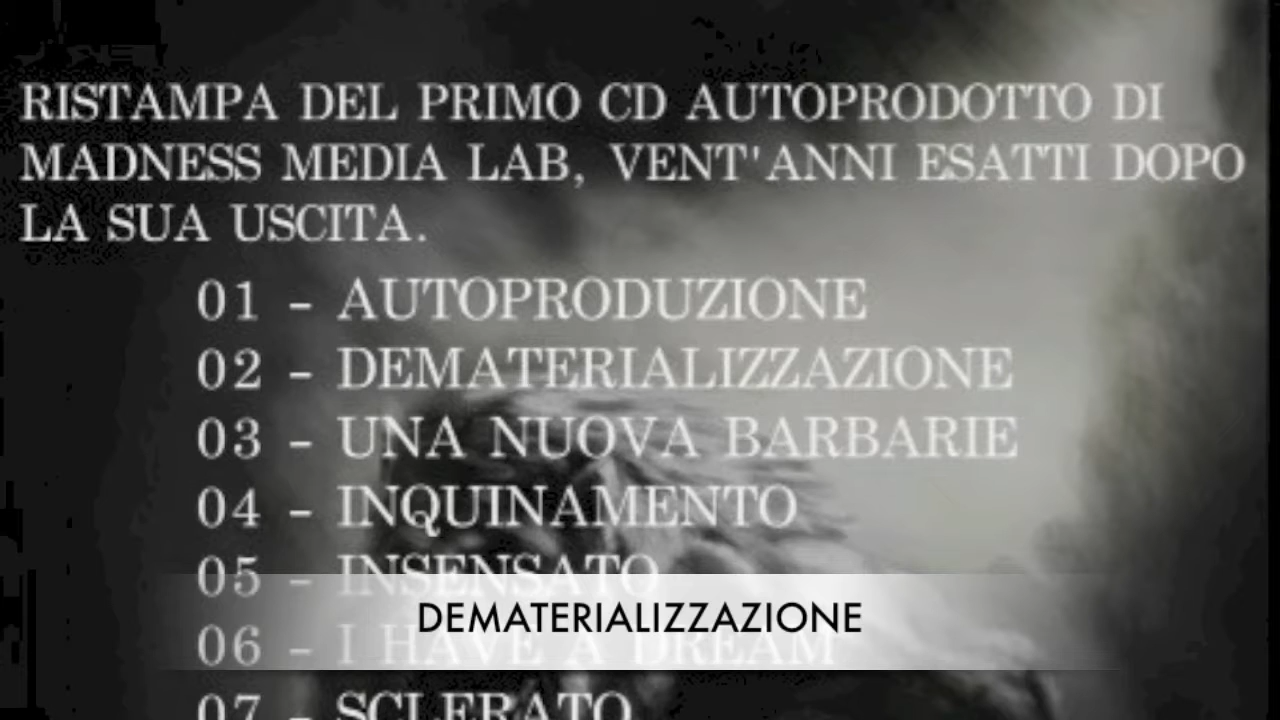 RISTAMPA DEL PRIMO CD AUTOPRODOTTO DI
MADNESS MEDIA LAB, VENT'ANNI ESATTI DOPO
LA SUA USCITA.
01 - AUTOPRODUZIONE
02 - DEMATERIALIZZAZIONE
03 - UNA NUOVA BARBARIE
04 - INQUINAMENTO
05 - INSENSATO
DEMATERIALIZZAZIONE
06 - I HAVE A DREAM
07 - SCLERATO